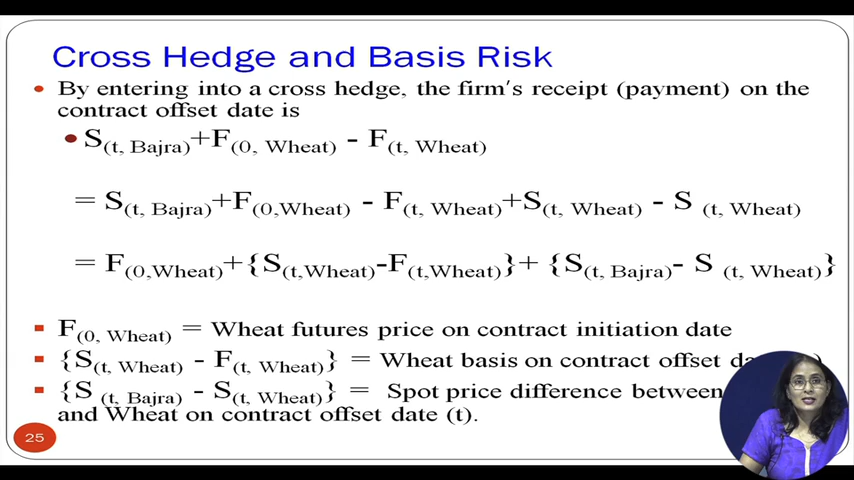 Cross Hedge and Basis Risk
• By entering into a cross hedge, the firm's receipt (payment) on the
contract offset date is
• S(t, Bajra)+F(0, Wheat) - F(t, Wheat)
= S(t, Bajra)+F(0,Wheat) - F(t, Wheat)+S(t, Wheat) - S (t, Wheat)
= F(0,Wheat)+{S(t,Wheat)-F(t,Wheat)}+ {S(t, Bajra)- S (t, Wheat)}
▪ F(0, Wheat) = Wheat futures price on contract initiation date
▪ {S(t, Wheat) - F(t, Wheat)} = Wheat basis on contract offset
▪ {S (t, Bajra) - S(t, Wheat)} = Spot price difference between
and Wheat on contract offset date (t).
25